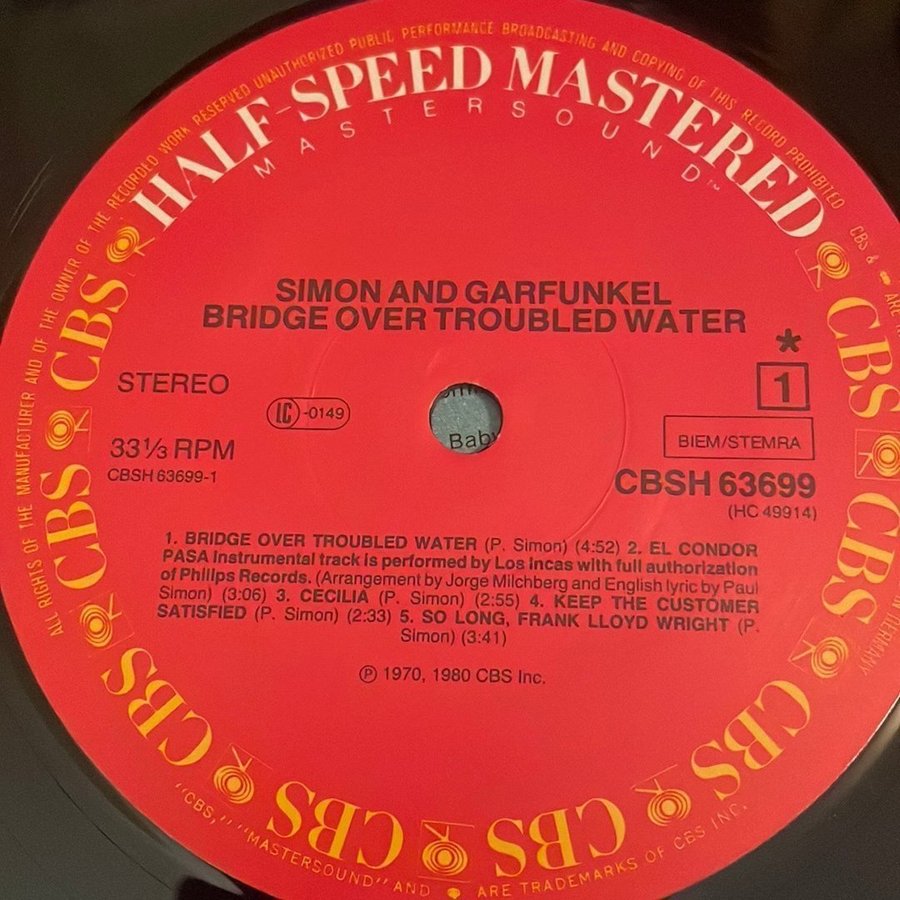 ALL RIGHTS OF THE MANUFACTURER AND OF THE OWNER OF THE RECORDED WORK RESERVED UNAUTHORIZED PUBLIC PERFORMANCE BROADCASTING AND COPYING OF THIS RECORD PROHIBITED
HALF-SPEED MASTERED
MASTERSOUND™
SIMON AND GARFUNKEL
BRIDGE OVER TROUBLED WATER
*
STEREO
1
LC-0149
33⅓ RPM
BIEM/STEMRA
CBSH 63699-1
CBSH 63699
(HC 49914)
Baby
1. BRIDGE OVER TROUBLED WATER (P. Simon) (4:52) 2. EL CONDOR
PASA Instrumental track is performed by Los Incas with full authorization
of Philips Records. (Arrangement by Jorge Milchberg and English lyric by Paul
Simon) (3:06) 3. CECILIA (P. Simon) (2:55) 4. KEEP THE CUSTOMER
SATISFIED (P. Simon) (2:33) 5. SO LONG, FRANK LLOYD WRIGHT (P.
Simon) (3:41)
℗ 1970, 1980 CBS Inc.
CBS
CBS
CBS
CBS
CBS
CBS
CBS
CBS
CBS & ARE
GERMANY
"CBS," "MASTERSOUND" AND ARE TRADEMARKS OF CBS INC.